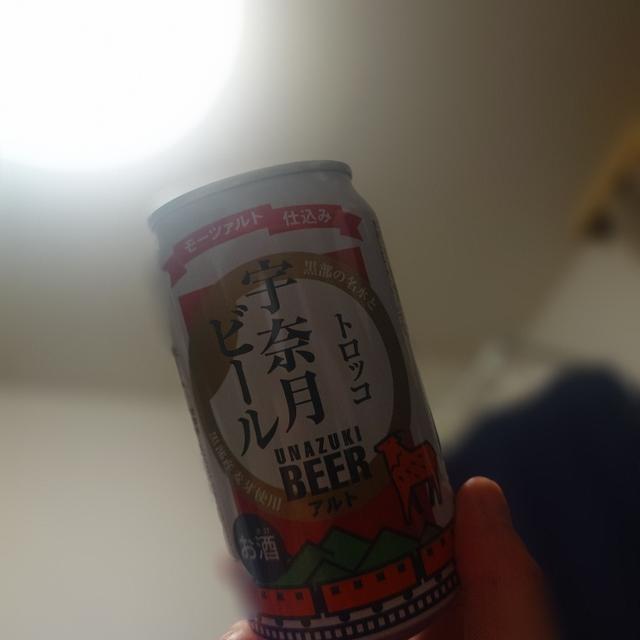 モーツァルト 仕込み
黒部の名水と
宇奈月
ビール
トロッコ
UNAZUKI
BEER
アルト
お酒